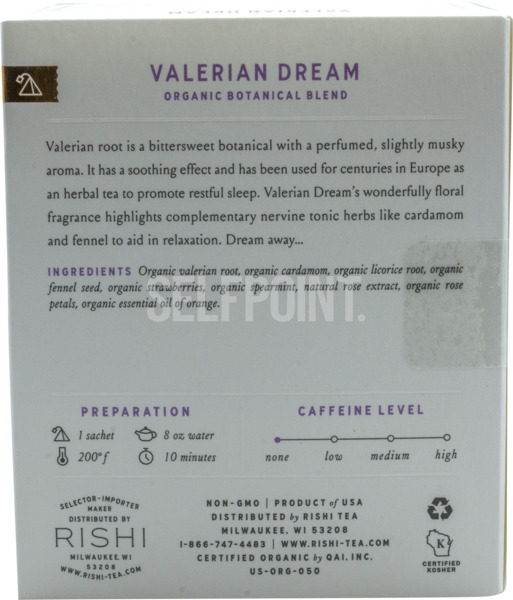 VALERIAN DREAM
VALERIAN DREAM
ORGANIC BOTANICAL BLEND
Valerian root is a bittersweet botanical with a perfumed, slightly musky
aroma. It has a soothing effect and has been used for centuries in Europe as
an herbal tea to promote restful sleep. Valerian Dream's wonderfully floral
fragrance highlights complementary nervine tonic herbs like cardamom
and fennel to aid in relaxation. Dream away...
INGREDIENTS Organic valerian root, organic cardamom, organic licorice root, organic
fennel seed, organic strawberries, organic spearmint, natural rose extract, organic rose
petals, organic essential oil of orange.
SELFPOINT.
PREPARATION
1 sachet
8 oz water
200°f
10 minutes
CAFFEINE LEVEL
none low medium high
SELECTOR-IMPORTER
MAKER
DISTRIBUTED BY
RISHI
MILWAUKEE, WI
53208
WWW.RISHI-TEA.COM
NON-GMO | PRODUCT of USA
DISTRIBUTED by RISHI TEA
MILWAUKEE, WI 53208
1-866-747-4483 | WWW.RISHI-TEA.COM
CERTIFIED ORGANIC by QAI, INC.
US-ORG-050
K
CERTIFIED
KOSHER